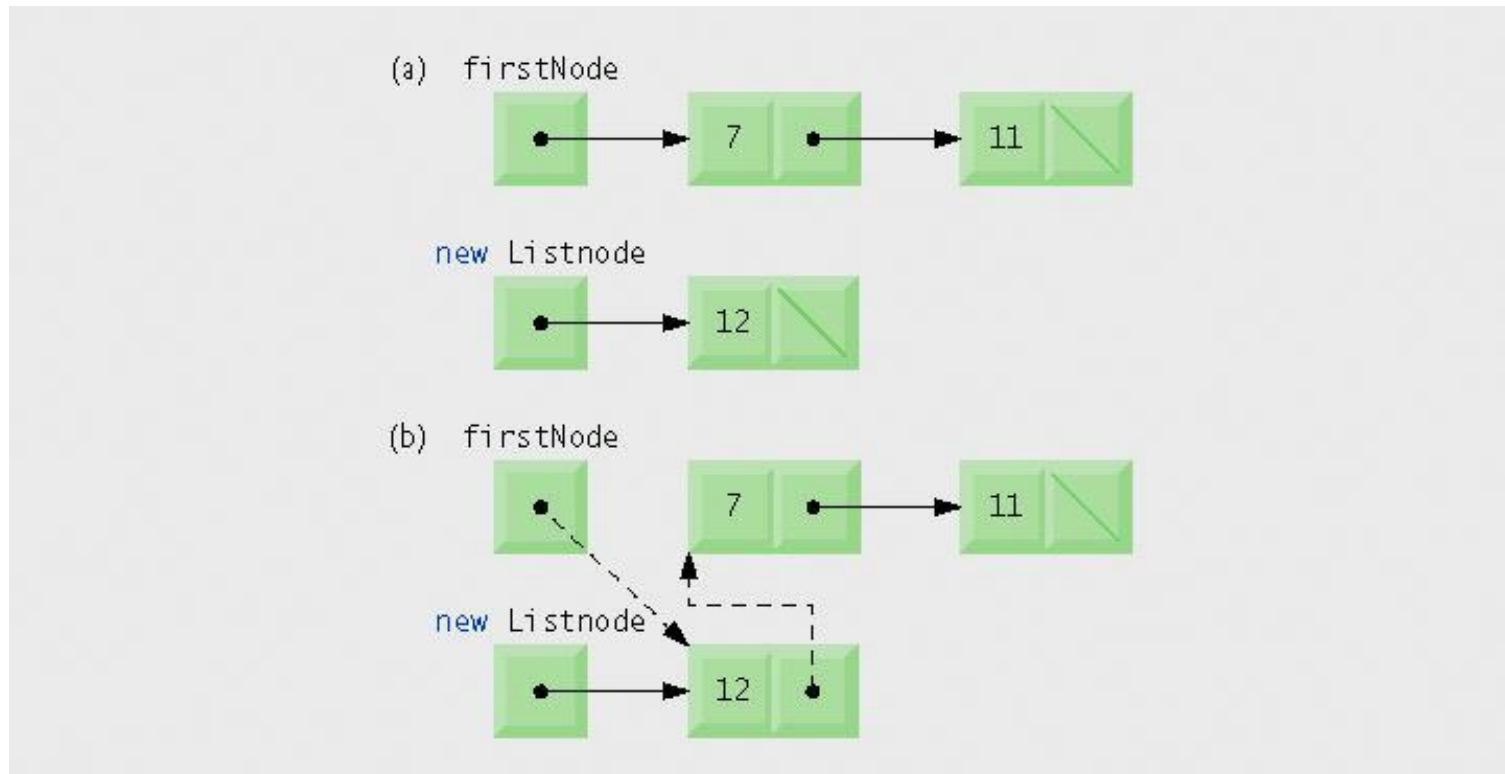 (a) firstNode
7 11
new Listnode
12
(b) firstNode
7 11
new Listnode
12